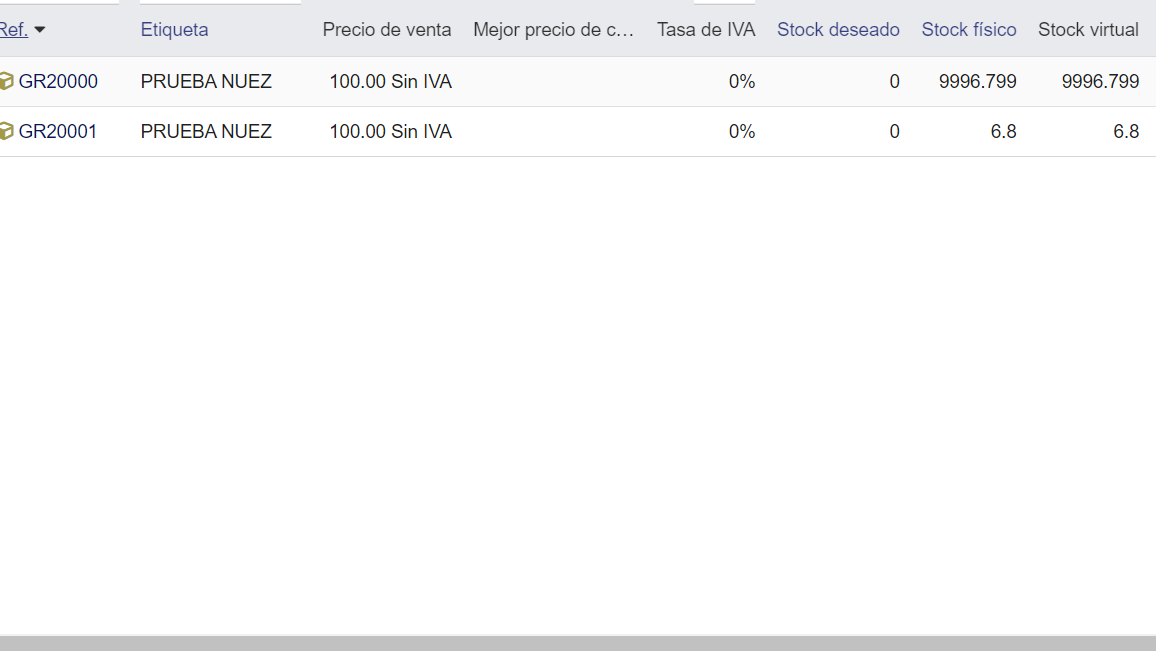 Ref. Etiqueta Precio de venta Mejor precio de c... Tasa de IVA Stock deseado Stock físico Stock virtual
GR20000 PRUEBA NUEZ 100.00 Sin IVA 0% 0 9996.799 9996.799
GR20001 PRUEBA NUEZ 100.00 Sin IVA 0% 0 6.8 6.8